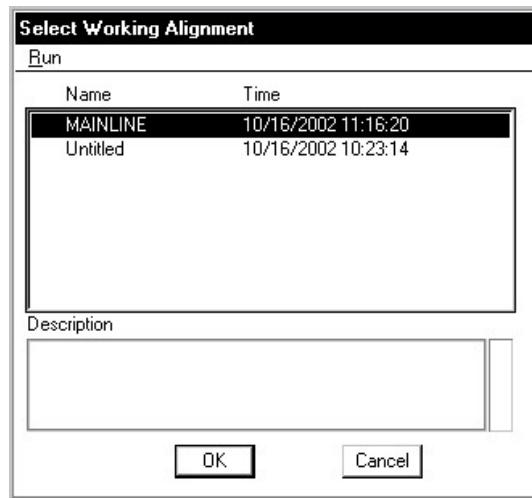 Select Working Alignment
Run
Name Time
MAINLINE 10/16/2002 11:16:20
Untitled 10/16/2002 10:23:14
Description
OK Cancel